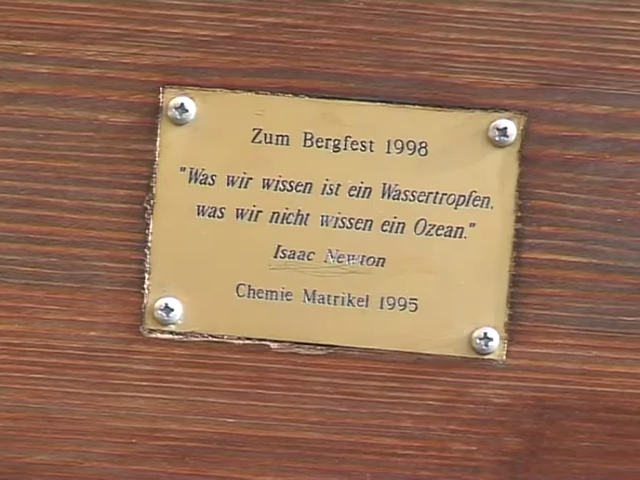 Zum Bergfest 1998
"Was wir wissen ist ein Wassertropfen,
was wir nicht wissen ein Ozean."
Isaac Newton
Chemie Matrikel 1995